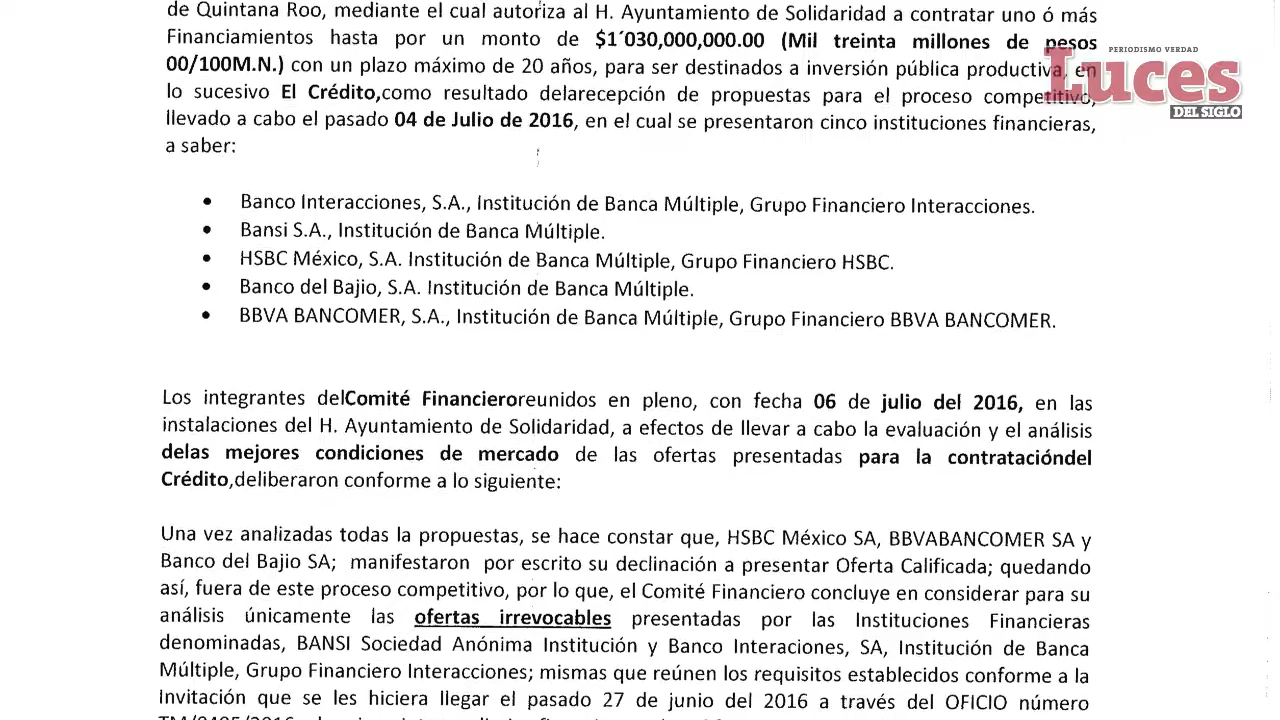 de Quintana Roo, mediante el cual autoriza al H. Ayuntamiento de Solidaridad a contratar uno ó más
Financiamientos hasta por un monto de $1´030,000,000.00 (Mil treinta millones de pesos
00/100M.N.) con un plazo máximo de 20 años, para ser destinados a inversión pública productiva, en
lo sucesivo El Crédito,como resultado delarecepción de propuestas para el proceso competitivo,
llevado a cabo el pasado 04 de Julio de 2016, en el cual se presentaron cinco instituciones financieras,
a saber:
PERIODISMO VERDAD
Luces
DEL SIGLO
• Banco Interacciones, S.A., Institución de Banca Múltiple, Grupo Financiero Interacciones.
• Bansi S.A., Institución de Banca Múltiple.
• HSBC México, S.A. Institución de Banca Múltiple, Grupo Financiero HSBC.
• Banco del Bajio, S.A. Institución de Banca Múltiple.
• BBVA BANCOMER, S.A., Institución de Banca Múltiple, Grupo Financiero BBVA BANCOMER.
Los integrantes delComité Financieroreunidos en pleno, con fecha 06 de julio del 2016, en las
instalaciones del H. Ayuntamiento de Solidaridad, a efectos de llevar a cabo la evaluación y el análisis
delas mejores condiciones de mercado de las ofertas presentadas para la contratacióndel
Crédito,deliberaron conforme a lo siguiente:
Una vez analizadas todas la propuestas, se hace constar que, HSBC México SA, BBVABANCOMER SA y
Banco del Bajio SA; manifestaron por escrito su declinación a presentar Oferta Calificada; quedando
así, fuera de este proceso competitivo, por lo que, el Comité Financiero concluye en considerar para su
análisis únicamente las ofertas irrevocables presentadas por las Instituciones Financieras
denominadas, BANSI Sociedad Anónima Institución y Banco Interaciones, SA, Institución de Banca
Múltiple, Grupo Financiero Interacciones; mismas que reúnen los requisitos establecidos conforme a la
Invitación que se les hiciera llegar el pasado 27 de junio del 2016 a través del OFICIO número